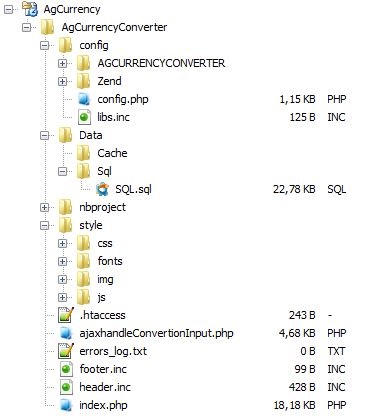 AgCurrency
AgCurrencyConverter
config
AGCURRENCYCONVERTER
Zend
config.php 1,15 KB PHP
libs.inc 125 B INC
Data
Cache
Sql
SQL.sql 22,78 KB SQL
nbproject
style
css
fonts
img
js
.htaccess 243 B -
ajaxhandleConvertionInput.php 4,68 KB PHP
errors_log.txt 0 B TXT
footer.inc 99 B INC
header.inc 428 B INC
index.php 18,18 KB PHP